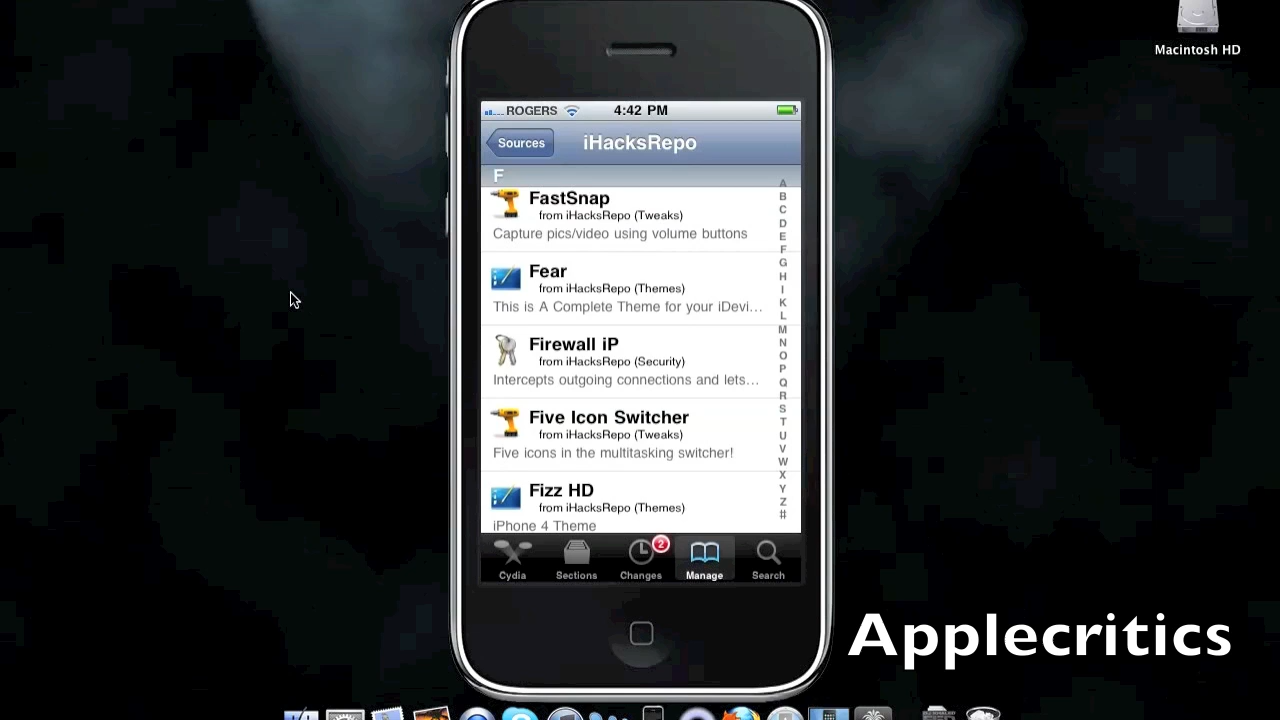 Macintosh HD
ROGERS 4:42 PM
Sources iHacksRepo
F
FastSnap
from iHacksRepo (Tweaks)
Capture pics/video using volume buttons
Fear
from iHacksRepo (Themes)
This is A Complete Theme for your iDevi...
Firewall iP
from iHacksRepo (Security)
Intercepts outgoing connections and lets...
Five Icon Switcher
from iHacksRepo (Tweaks)
Five icons in the multitasking switcher!
Fizz HD
from iHacksRepo (Themes)
iPhone 4 Theme
A
B
C
D
E
F
G
H
I
K
L
M
N
O
P
Q
R
S
T
U
V
W
X
Y
Z
#
2
Cydia Sections Changes Manage Search
Applecritics